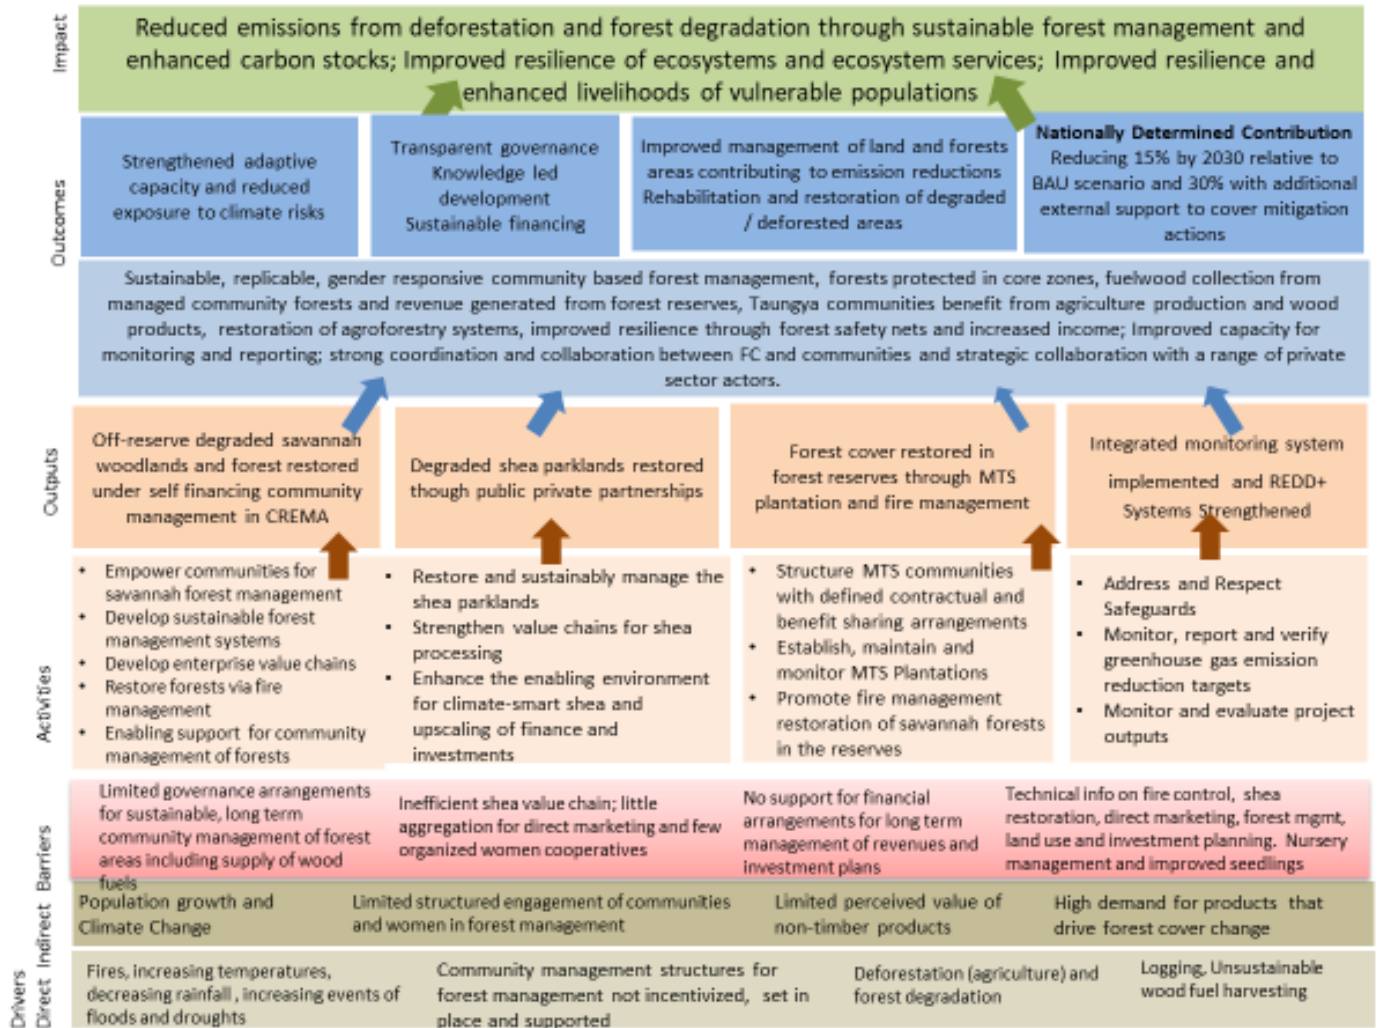 Impact
Reduced emissions from deforestation and forest degradation through sustainable forest management and
enhanced carbon stocks; Improved resilience of ecosystems and ecosystem services; Improved resilience and
enhanced livelihoods of vulnerable populations
Outcomes
Strengthened adaptive
capacity and reduced
exposure to climate risks
Transparent governance
Knowledge led
development
Sustainable financing
Improved management of land and forests
areas contributing to emission reductions
Rehabilitation and restoration of degraded
/ deforested areas
Nationally Determined Contribution
Reducing 15% by 2030 relative to
BAU scenario and 30% with additional
external support to cover mitigation
actions
Sustainable, replicable, gender responsive community based forest management, forests protected in core zones, fuelwood collection from
managed community forests and revenue generated from forest reserves, Taungya communities benefit from agriculture production and wood
products, restoration of agroforestry systems, improved resilience through forest safety nets and increased income; Improved capacity for
monitoring and reporting; strong coordination and collaboration between FC and communities and strategic collaboration with a range of private
sector actors.
Outputs
Off-reserve degraded savannah
woodlands and forest restored
under self financing community
management in CREMA
Degraded shea parklands restored
though public private partnerships
Forest cover restored in
forest reserves through MTS
plantation and fire management
Integrated monitoring system
implemented and REDD+
Systems Strengthened
Activities
• Empower communities for
savannah forest management
• Develop sustainable forest
management systems
• Develop enterprise value chains
• Restore forests via fire
management
• Enabling support for community
management of forests
▪ Restore and sustainably manage the
shea parklands
▪ Strengthen value chains for shea
processing
▪ Enhance the enabling environment
for climate-smart shea and
upscaling of finance and
investments
• Structure MTS communities
with defined contractual and
benefit sharing arrangements
• Establish, maintain and
monitor MTS Plantations
• Promote fire management
restoration of savannah forests
in the reserves
▪ Address and Respect
Safeguards
▪ Monitor, report and verify
greenhouse gas emission
reduction targets
▪ Monitor and evaluate project
outputs
Barriers
Limited governance arrangements
for sustainable, long term
community management of forest
areas including supply of wood
fuels
Inefficient shea value chain; little
aggregation for direct marketing and few
organized women cooperatives
No support for financial
arrangements for long term
management of revenues and
investment plans
Technical info on fire control, shea
restoration, direct marketing, forest mgmt,
land use and investment planning. Nursery
management and improved seedlings
Drivers
Indirect
Population growth and
Climate Change
Limited structured engagement of communities
and women in forest management
Limited perceived value of
non-timber products
High demand for products that
drive forest cover change
Direct
Fires, increasing temperatures,
decreasing rainfall , increasing events of
floods and droughts
Community management structures for
forest management not incentivized, set in
place and supported
Deforestation (agriculture) and
forest degradation
Logging, Unsustainable
wood fuel harvesting